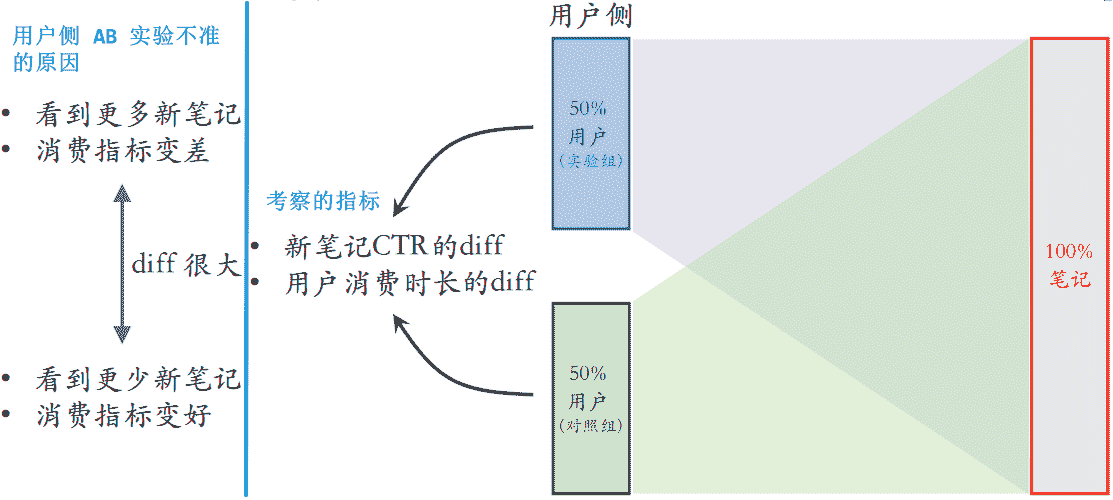 用户侧 AB 实验不准
的原因
• 看到更多新笔记
• 消费指标变差
diff 很大
• 看到更少新笔记
• 消费指标变好
考察的指标
• 新笔记CTR的diff
• 用户消费时长的diff
用户侧
50%
用户
(实验组)
50%
用户
(对照组)
100%
笔记